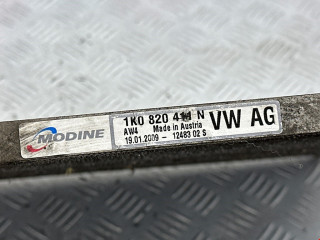 MODINE
1K0 820 411 N
AW4 Made in Austria
19.01.2009 - 12483 02 S
VW AG